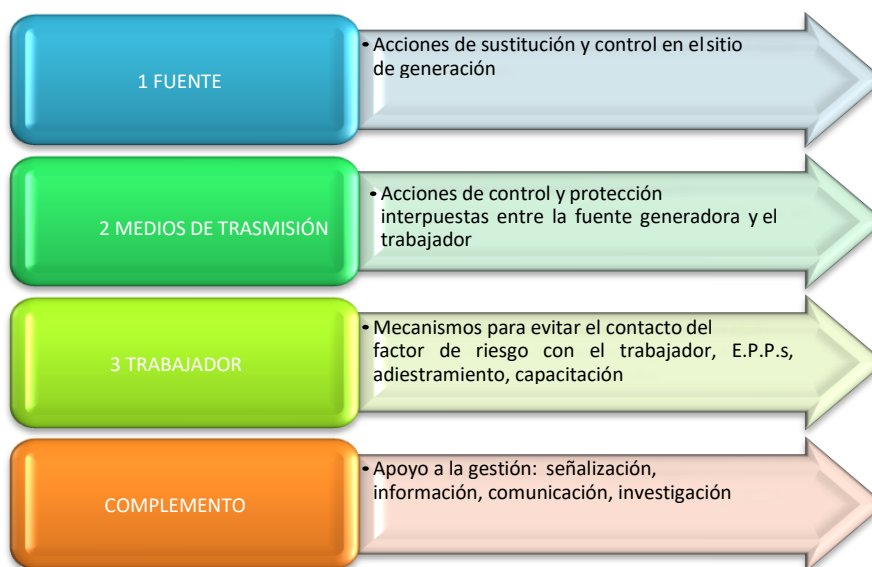 1 FUENTE
• Acciones de sustitución y control en el sitio
de generación
2 MEDIOS DE TRASMISIÓN
• Acciones de control y protección
interpuestas entre la fuente generadora y el
trabajador
3 TRABAJADOR
• Mecanismos para evitar el contacto del
factor de riesgo con el trabajador, E.P.P.s,
adiestramiento, capacitación
COMPLEMENTO
• Apoyo a la gestión: señalización,
información, comunicación, investigación